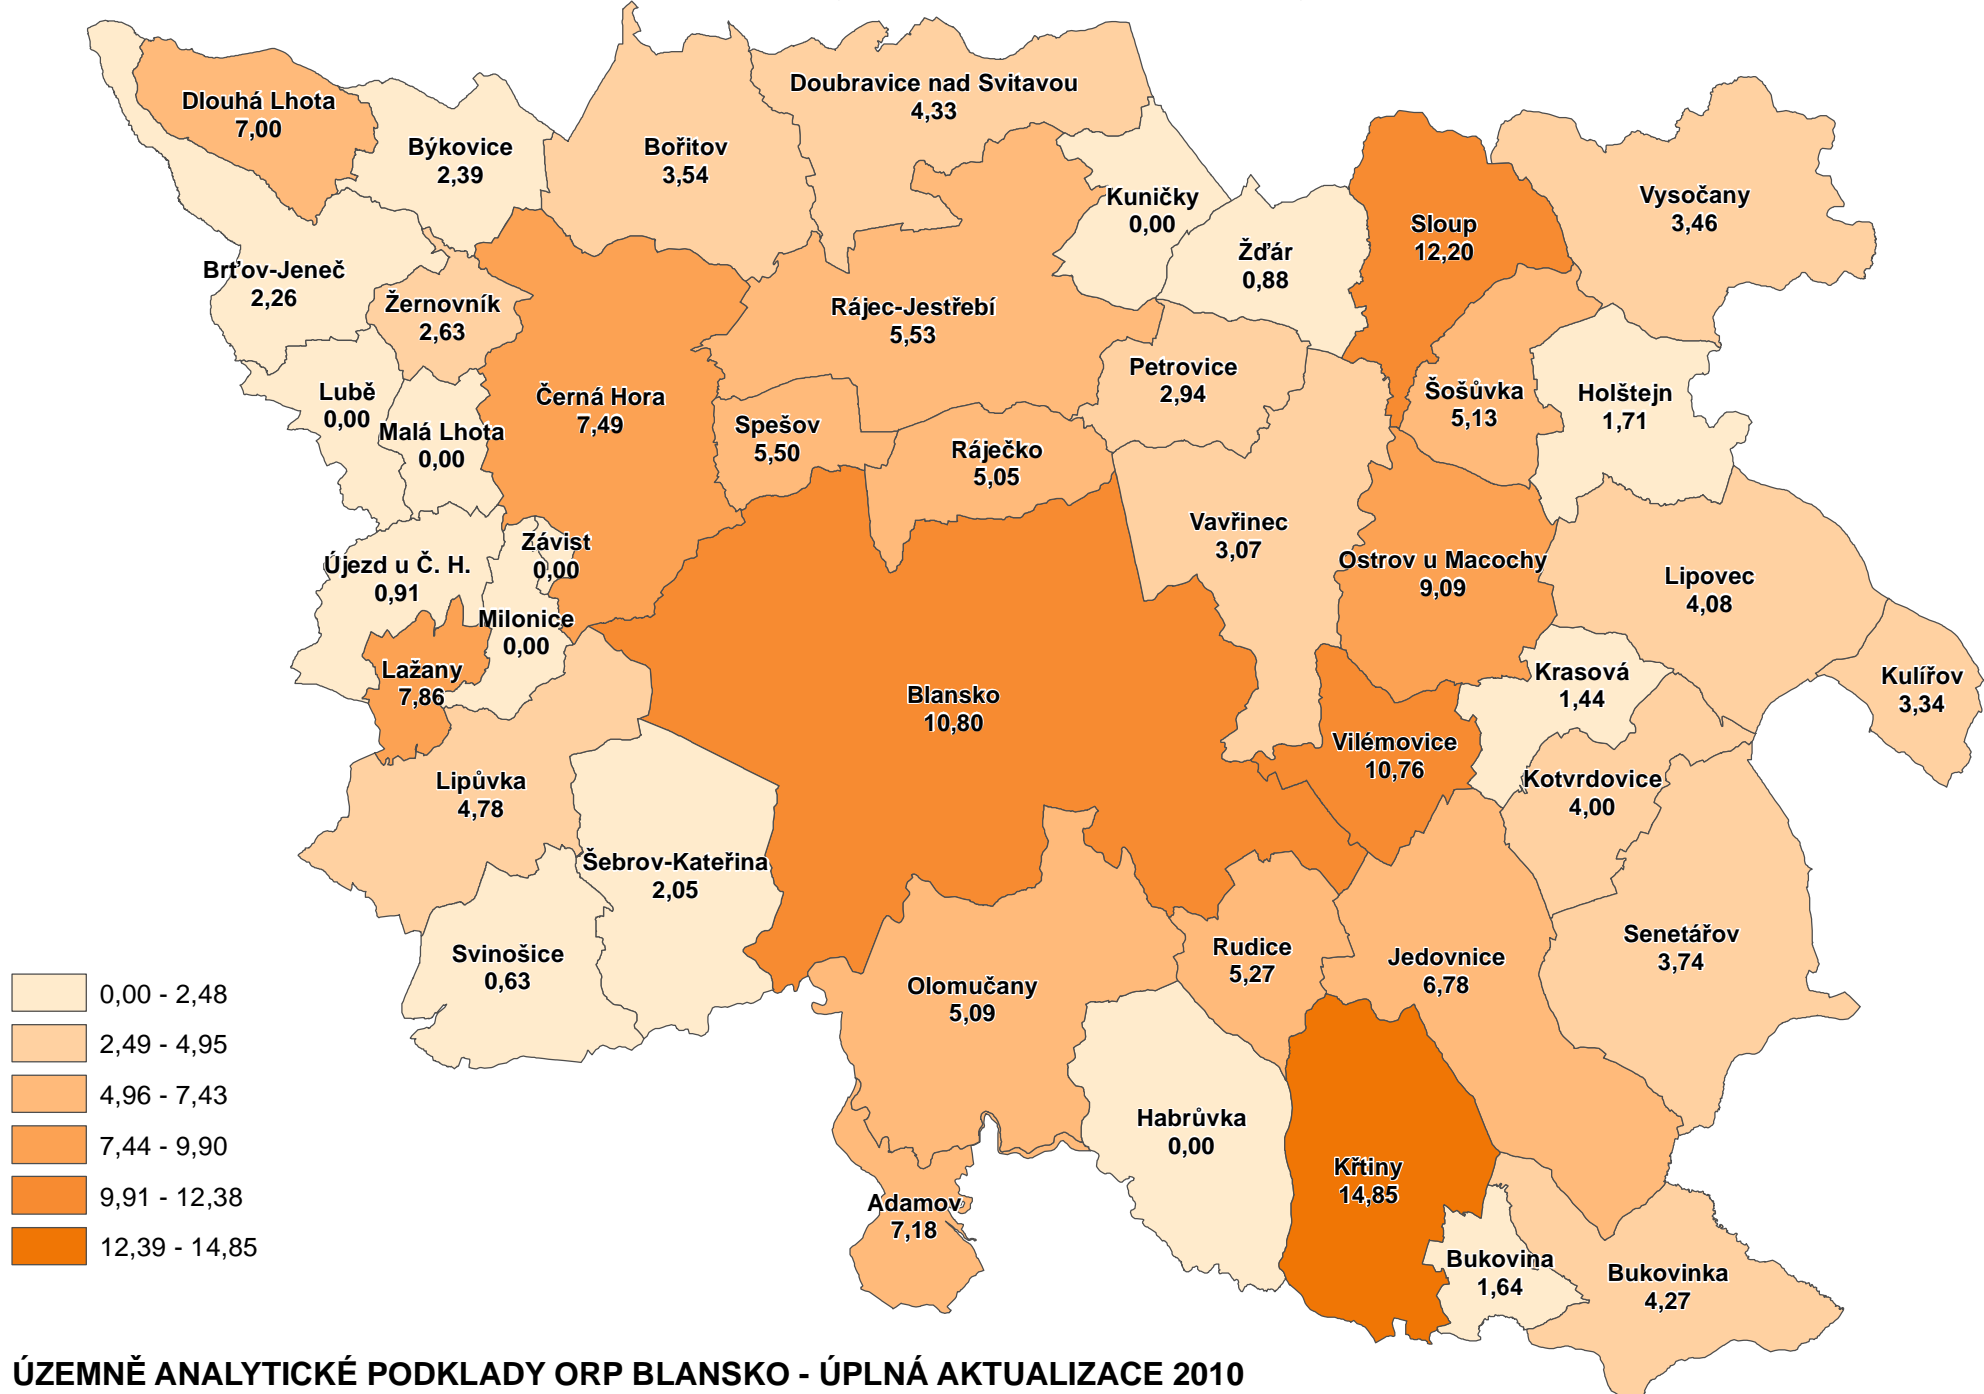 Doubravice nad Svitavou
4,33
Dlouhá Lhota
7,00
Býkovice
2,39
Bořitov
3,54
Kuničky
0,00
Sloup
12,20
Vysočany
3,46
Žďár
0,88
Brťov-Jeneč
2,26
Žernovník
2,63
Rájec-Jestřebí
5,53
Petrovice
2,94
Šošůvka
5,13
Holštejn
1,71
Lubě
0,00
Černá Hora
7,49
Malá Lhota
0,00
Spešov
5,50
Ráječko
5,05
Vavřinec
3,07
Závist
0,00
Újezd u Č. H.
0,91
Ostrov u Macochy
9,09
Lipovec
4,08
Milonice
0,00
Lažany
7,86
Krasová
1,44
Kulířov
3,34
Blansko
10,80
Vilémovice
10,76
Lipůvka
4,78
Kotvrdovice
4,00
Šebrov-Kateřina
2,05
Svinošice
0,63
Rudice
5,27
Jedovnice
6,78
Senetářov
3,74
Olomučany
5,09
Habrůvka
0,00
Křtiny
14,85
Adamov
7,18
Bukovina
1,64
Bukovinka
4,27
0,00 - 2,48
2,49 - 4,95
4,96 - 7,43
7,44 - 9,90
9,91 - 12,38
12,39 - 14,85
ÚZEMNĚ ANALYTICKÉ PODKLADY ORP BLANSKO - ÚPLNÁ AKTUALIZACE 2010